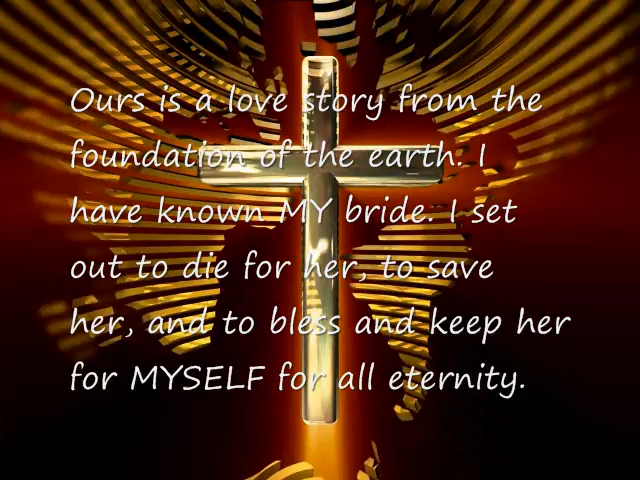 Ours is a love story from the
foundation of the earth. I
have known MY bride. I set
out to die for her, to save
her, and to bless and keep her
for MYSELF for all eternity.